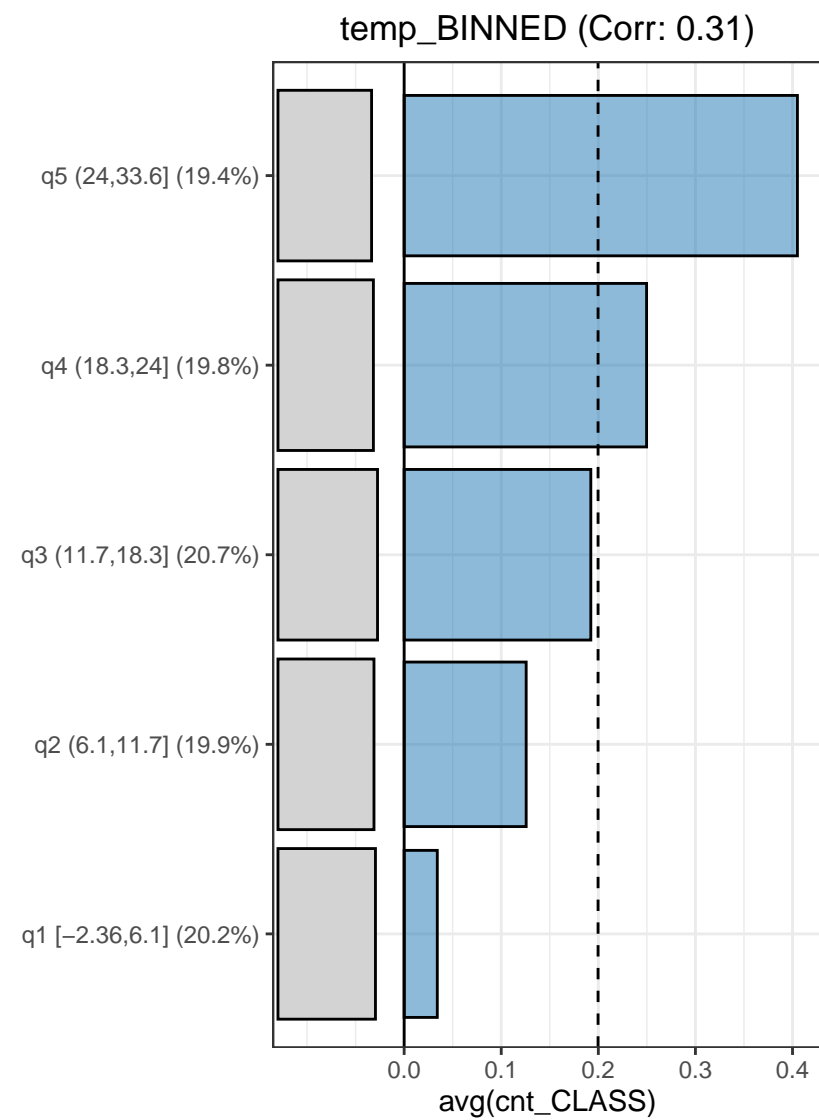 temp_BINNED (Corr: 0.31)
q5 (24,33.6] (19.4%)
q4 (18.3,24] (19.8%)
q3 (11.7,18.3] (20.7%)
q2 (6.1,11.7] (19.9%)
q1 [−2.36,6.1] (20.2%)
0.0 0.1 0.2 0.3 0.4
avg(cnt_CLASS)